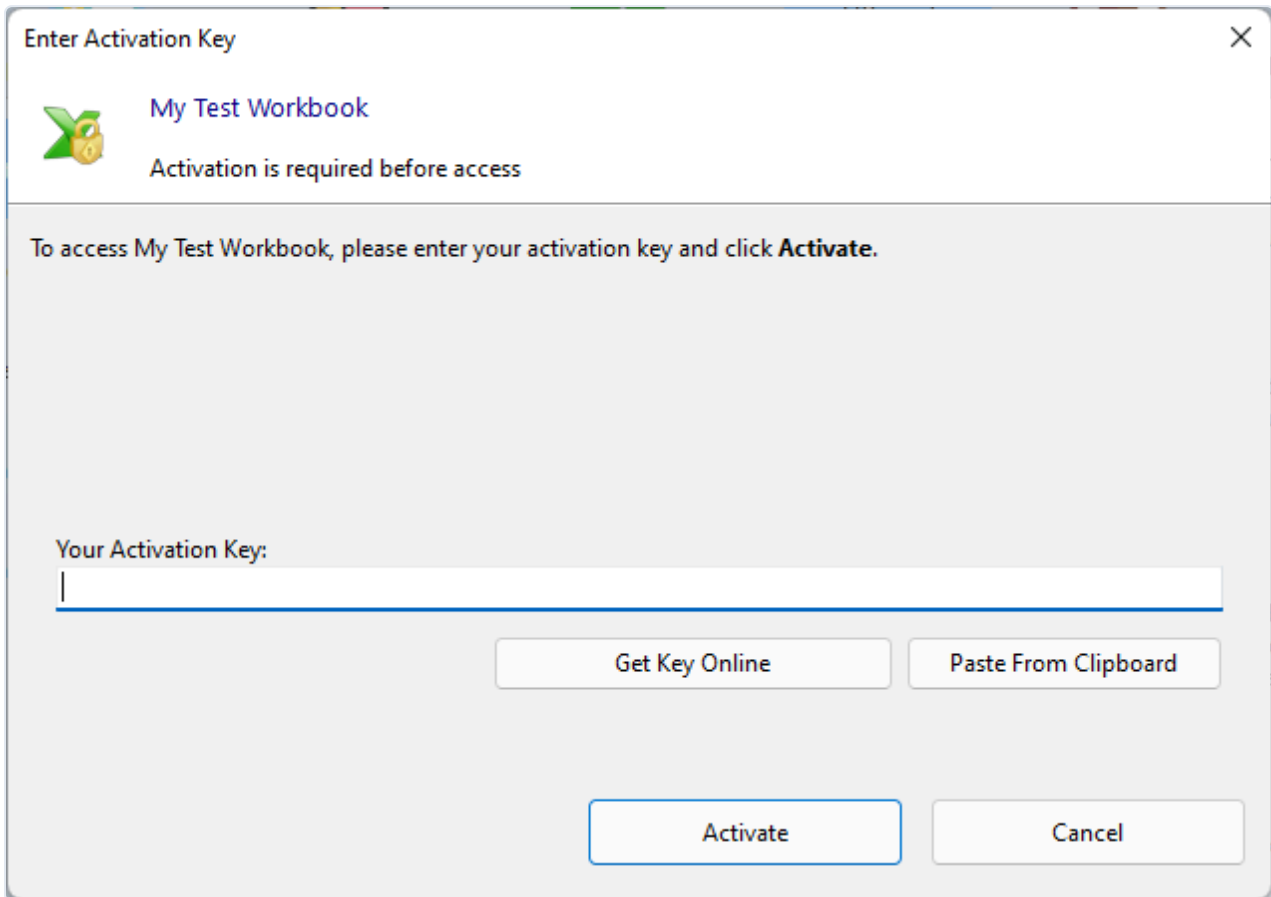 Enter Activation Key
My Test Workbook
Activation is required before access
To access My Test Workbook, please enter your activation key and click Activate.
Your Activation Key:
Get Key Online
Paste From Clipboard
Activate
Cancel